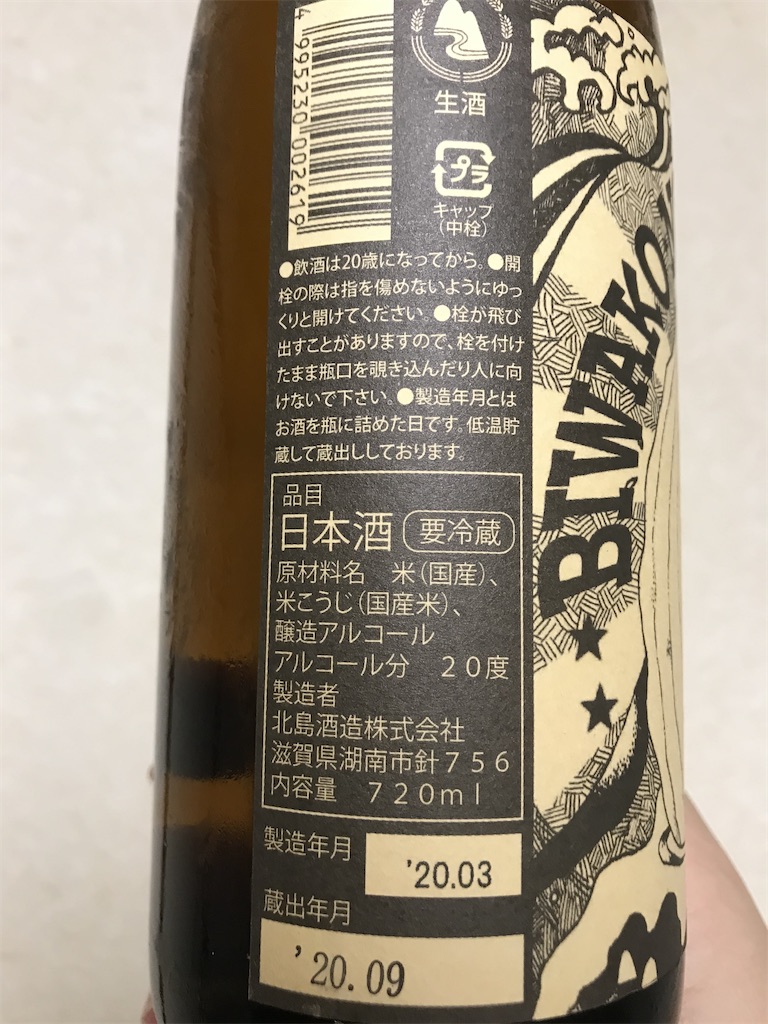 4995230002619
生酒
プラ
キャップ
(中栓)
●飲酒は20歳になってから。●開
栓の際は指を傷めないようにゆっ
くりと開けてください。●栓が飛び
出すことがありますので、栓を付け
たまま瓶口を覗き込んだり人に向
けないで下さい。●製造年月とは
お酒を瓶に詰めた日です。低温貯
蔵して蔵出ししております。
品目
日本酒 要冷蔵
原材料名 米(国産)、
米こうじ(国産米)、
醸造アルコール
アルコール分 20度
製造者
北島酒造株式会社
滋賀県湖南市針756
内容量 720ml
製造年月 '20.03
蔵出年月
'20.09
BIWAKO